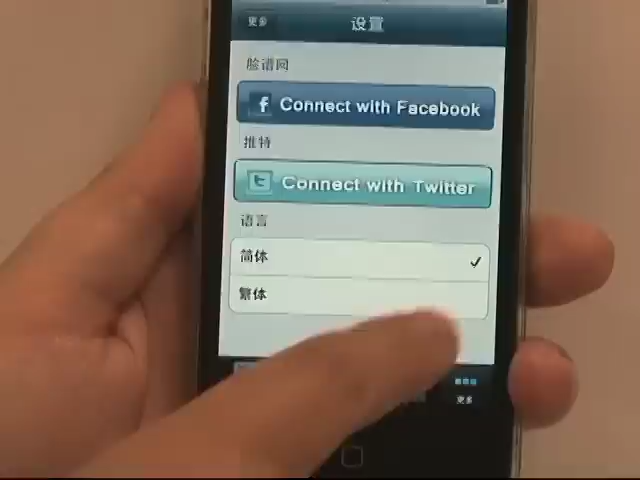 更多
设置
脸谱网
Connect with Facebook
推特
Connect with Twitter
语言
简体
繁体
更多